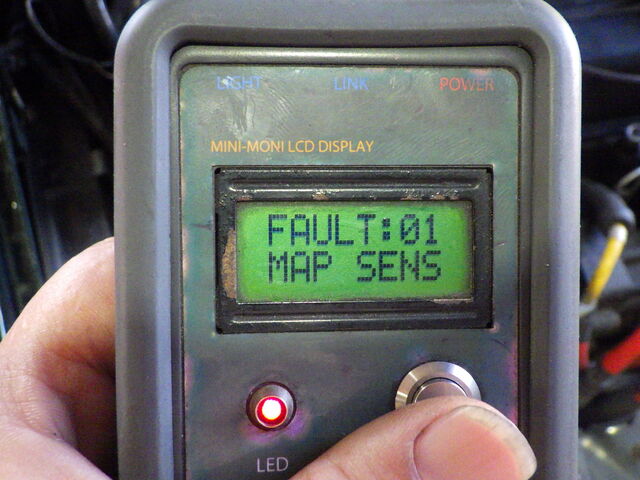 LIGHT LINK POWER
MINI-MONI LCD DISPLAY
FAULT:01
MAP SENS
LED